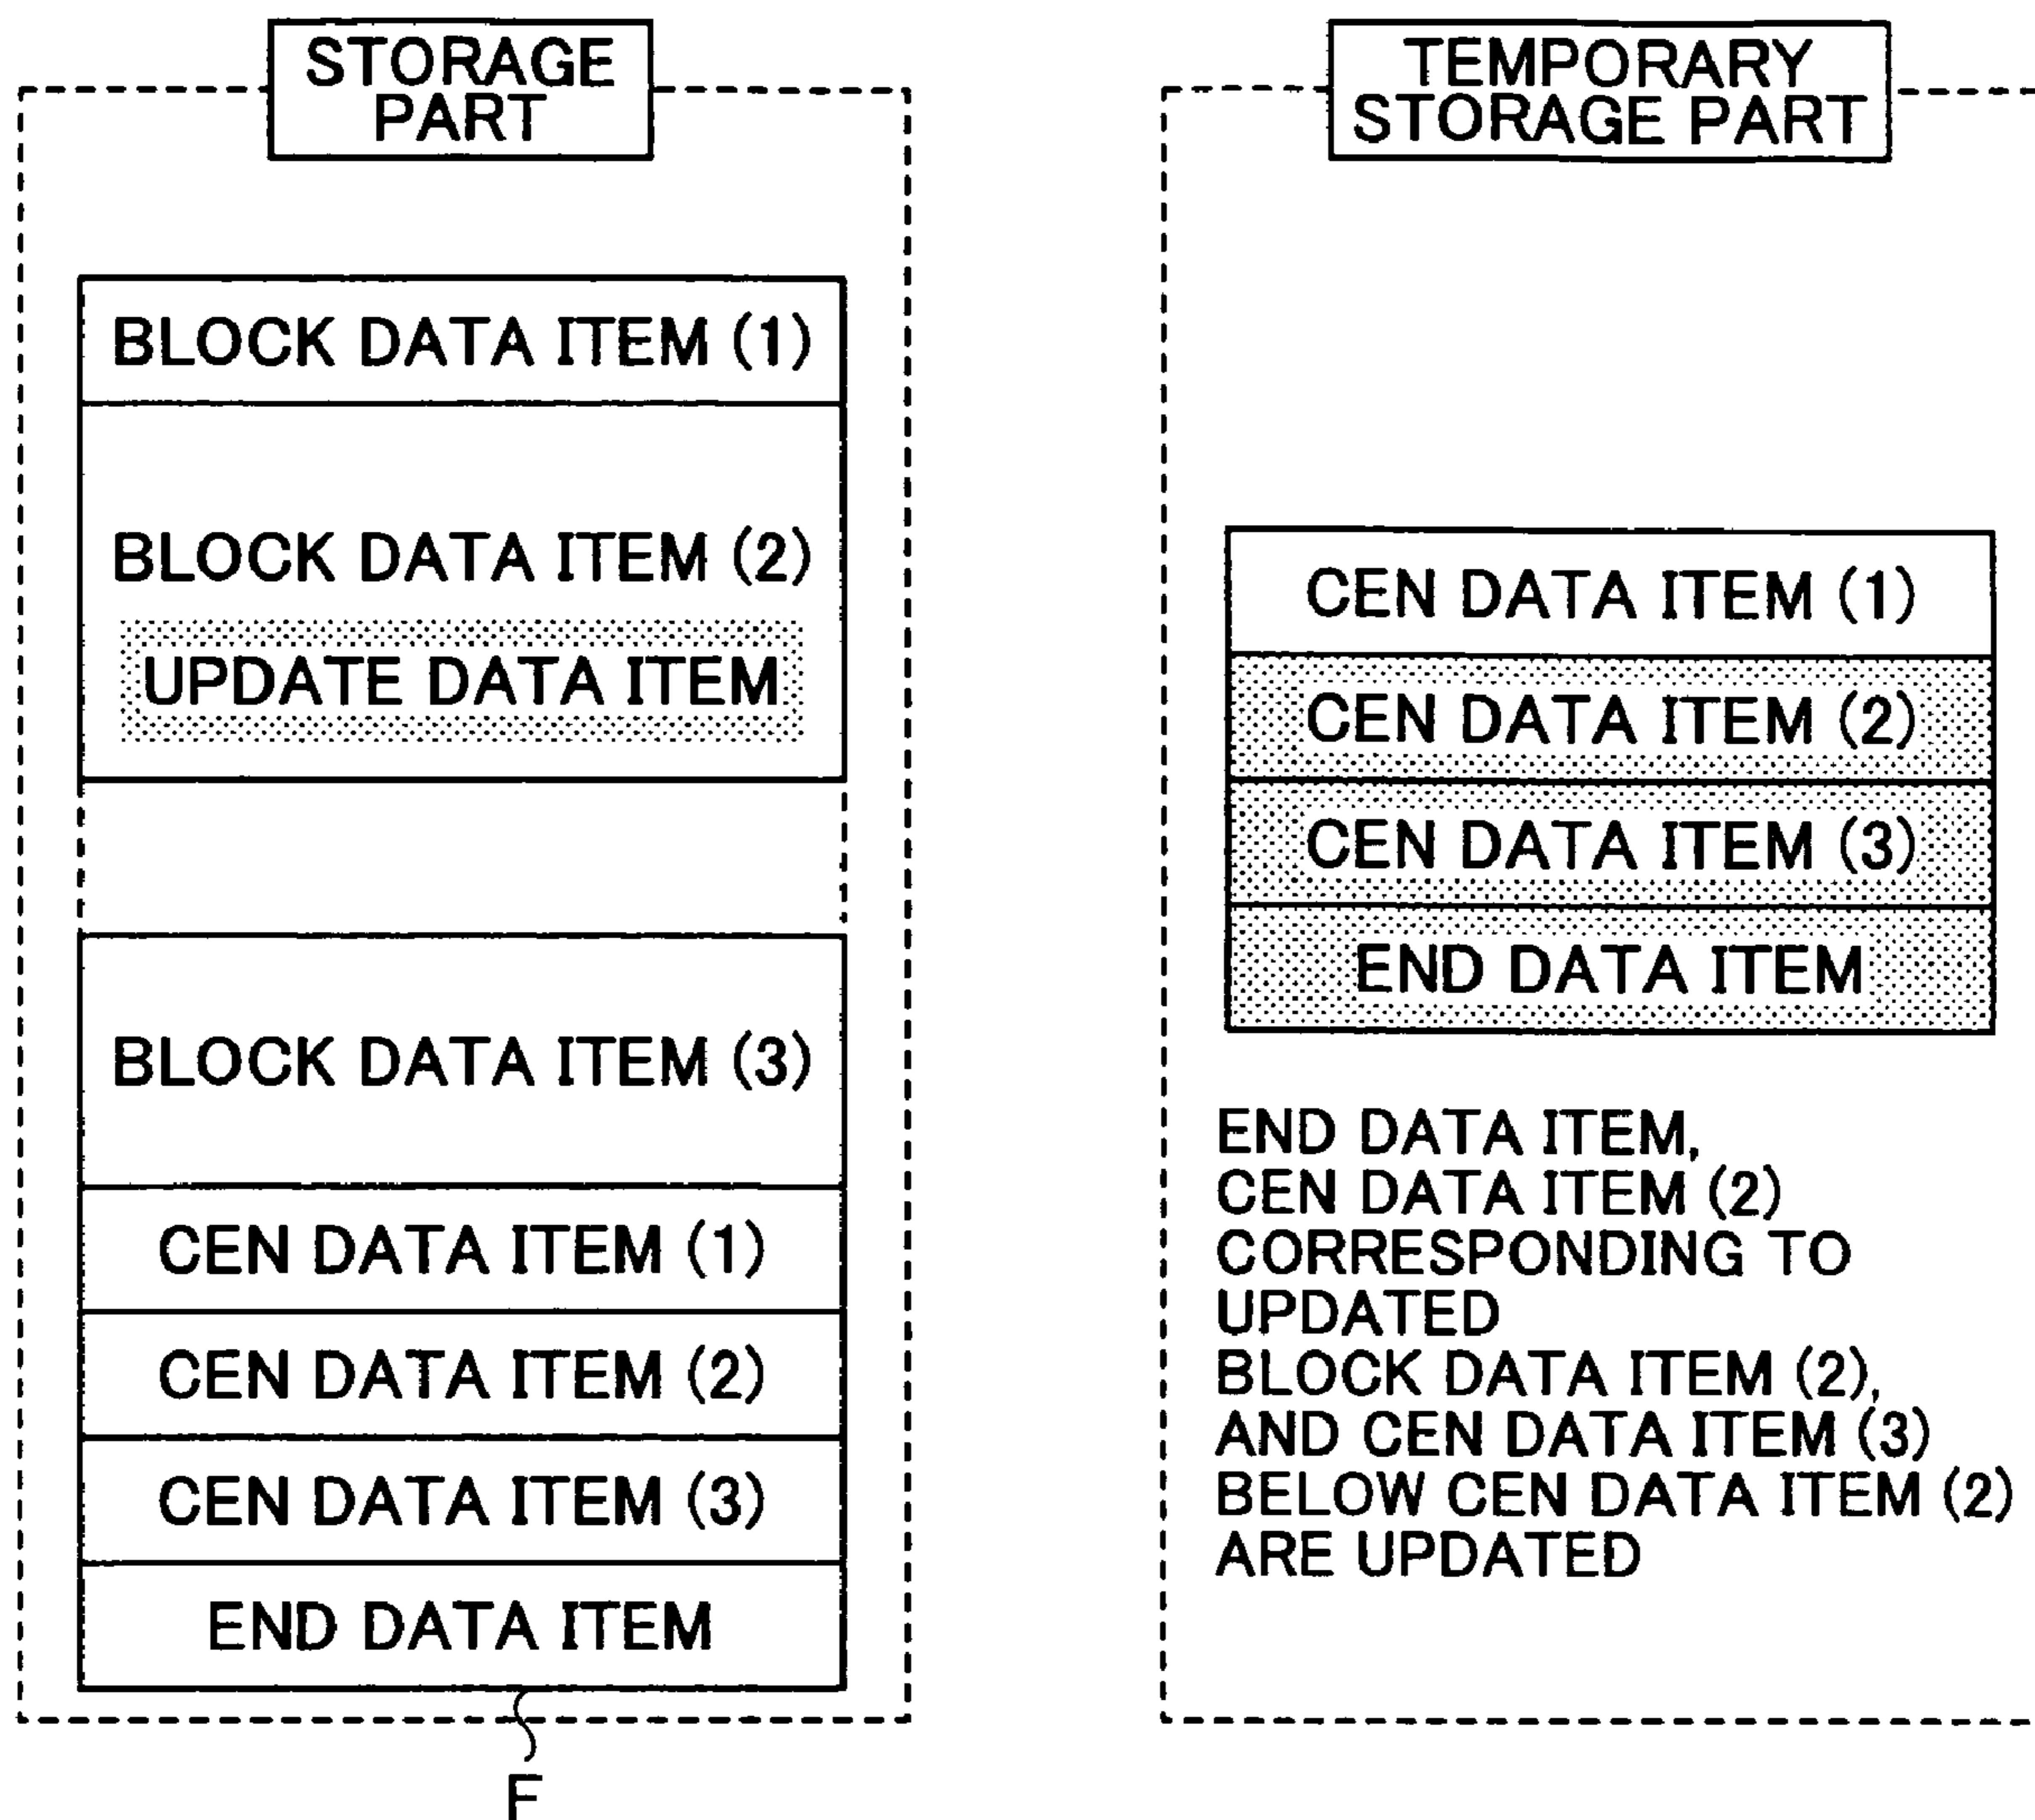 STORAGE
PART
BLOCK DATA ITEM (1)
BLOCK DATA ITEM (2)
UPDATE DATA ITEM
BLOCK DATA ITEM (3)
CEN DATA ITEM (1)
CEN DATA ITEM (2)
CEN DATA ITEM (3)
END DATA ITEM
F
TEMPORARY
STORAGE PART
CEN DATA ITEM (1)
CEN DATA ITEM (2)
CEN DATA ITEM (3)
END DATA ITEM
END DATA ITEM,
CEN DATA ITEM (2)
CORRESPONDING TO
UPDATED
BLOCK DATA ITEM (2),
AND CEN DATA ITEM (3)
BELOW CEN DATA ITEM (2)
ARE UPDATED